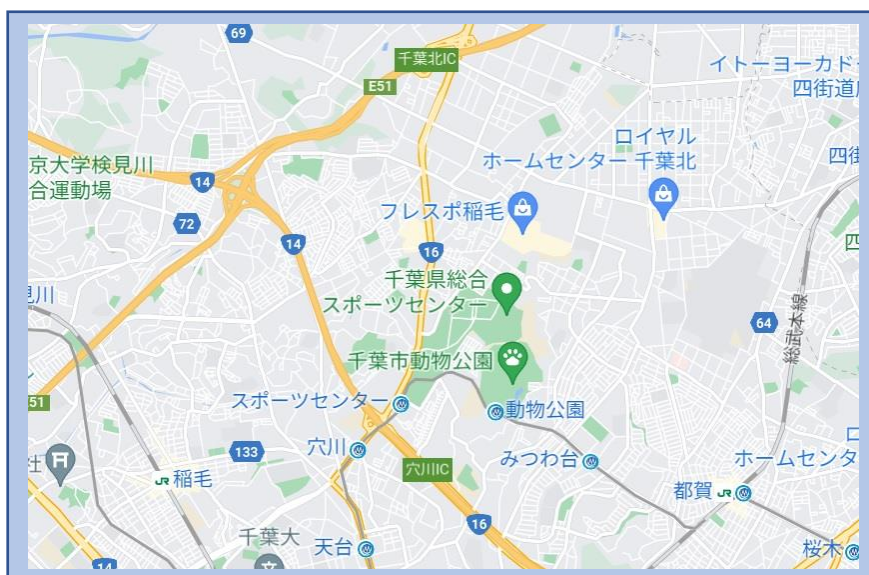 69
千葉北IC
E51
イトーヨーカド
四街道
ロイヤル
ホームセンター 千葉北
四街
京大学検見川
合運動場
14
72
14
フレスポ稲毛
16
四
千葉県総合
スポーツセンター
見川
64
総武本線
千葉市動物公園
51
スポーツセンター
動物公園
穴川
133
社
JR 稲毛
穴川IC
みつわ台
ロ
ホームセンタ
都賀 JR
16
千葉大
天台
14
桜木